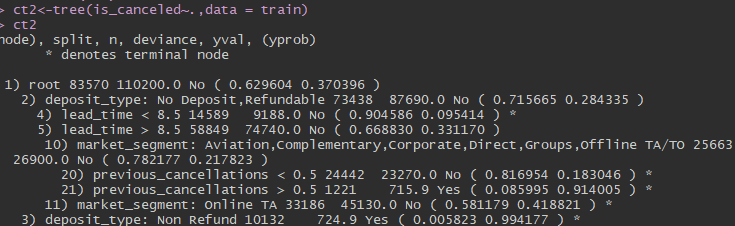 > ct2<-tree(is_canceled~.,data = train)
> ct2
node), split, n, deviance, yval, (yprob)
      * denotes terminal node

 1) root 83570 110200.0 No ( 0.629604 0.370396 )
   2) deposit_type: No Deposit,Refundable 73438  87690.0 No ( 0.715665 0.284335 )
     4) lead_time < 8.5 14589   9188.0 No ( 0.904586 0.095414 ) *
     5) lead_time > 8.5 58849  74740.0 No ( 0.668830 0.331170 )
      10) market_segment: Aviation,Complementary,Corporate,Direct,Groups,Offline TA/TO 25663
 26900.0 No ( 0.782177 0.217823 )
        20) previous_cancellations < 0.5 24442  23270.0 No ( 0.816954 0.183046 ) *
        21) previous_cancellations > 0.5 1221    715.9 Yes ( 0.085995 0.914005 ) *
      11) market_segment: Online TA 33186  45130.0 No ( 0.581179 0.418821 ) *
   3) deposit_type: Non Refund 10132    724.9 Yes ( 0.005823 0.994177 ) *